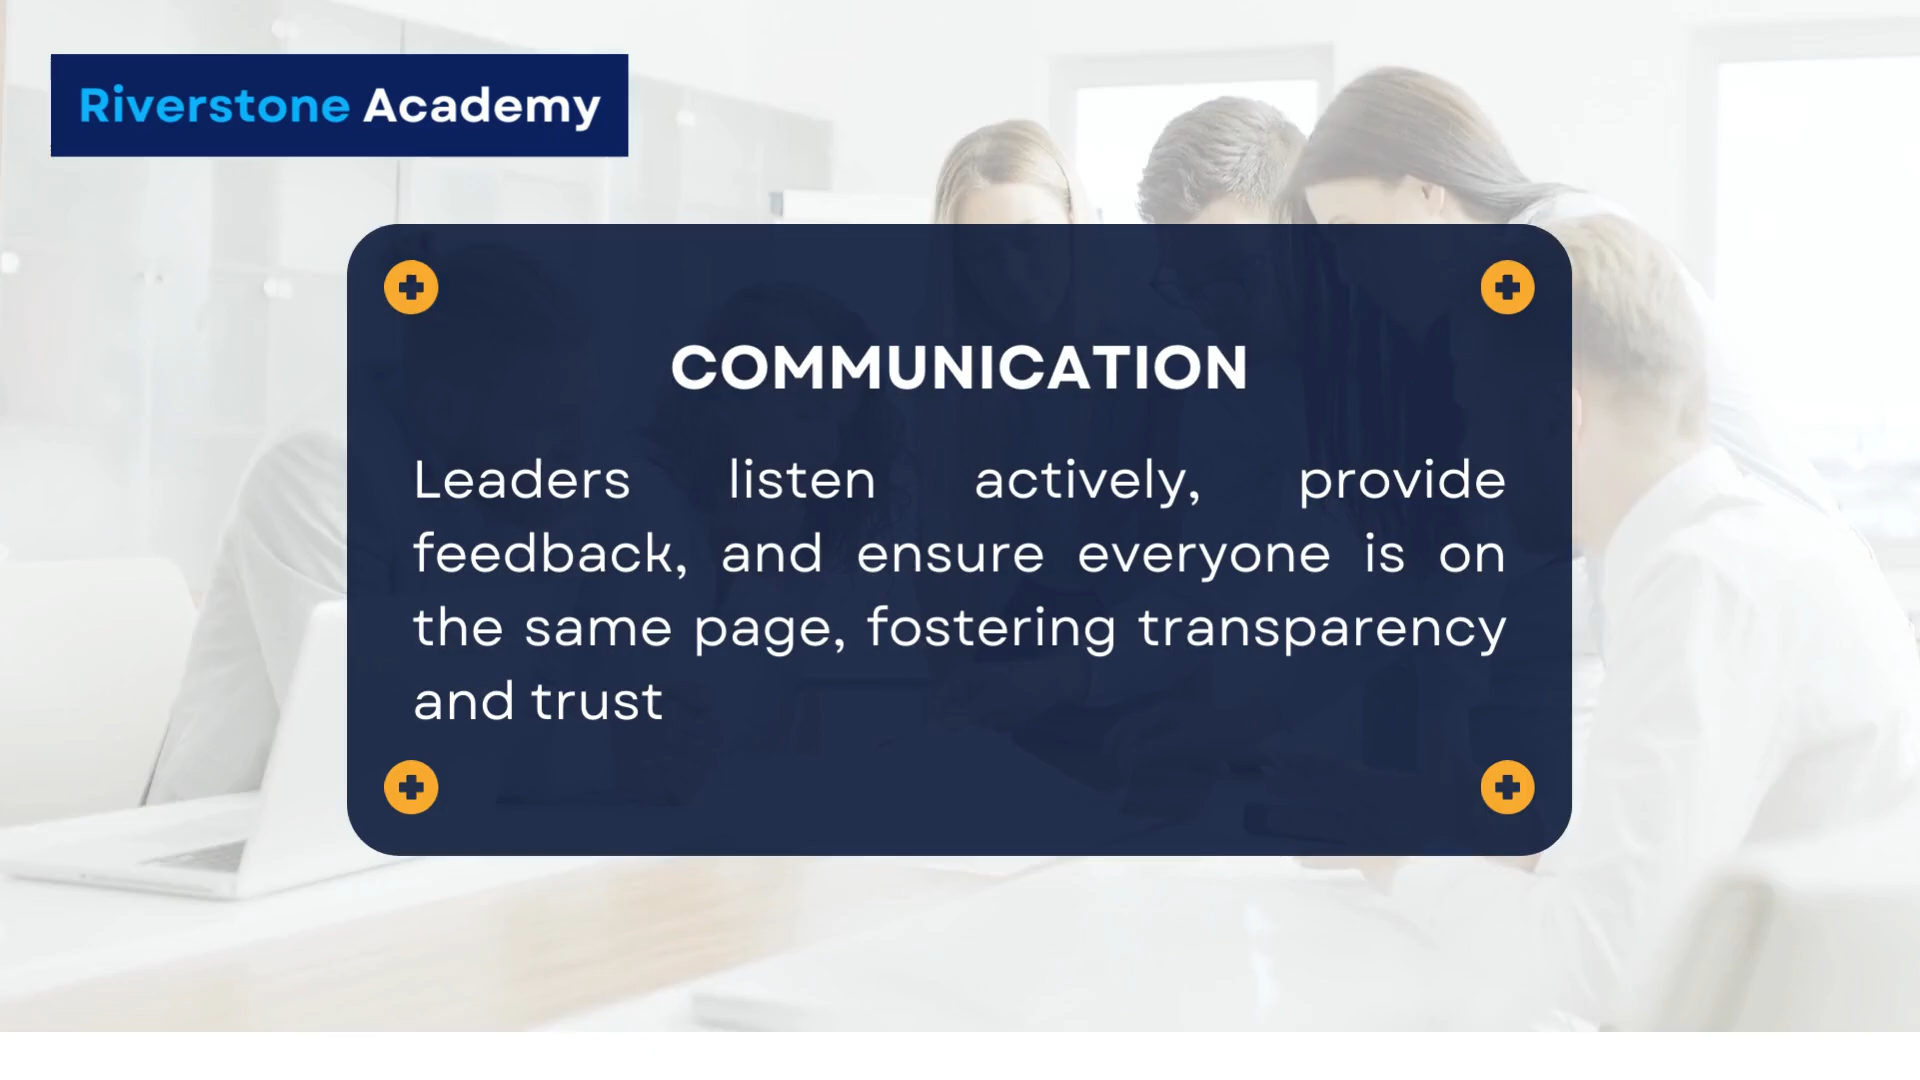 Riverstone Academy
COMMUNICATION
Leaders listen actively, provide
feedback, and ensure everyone is on
the same page, fostering transparency
and trust